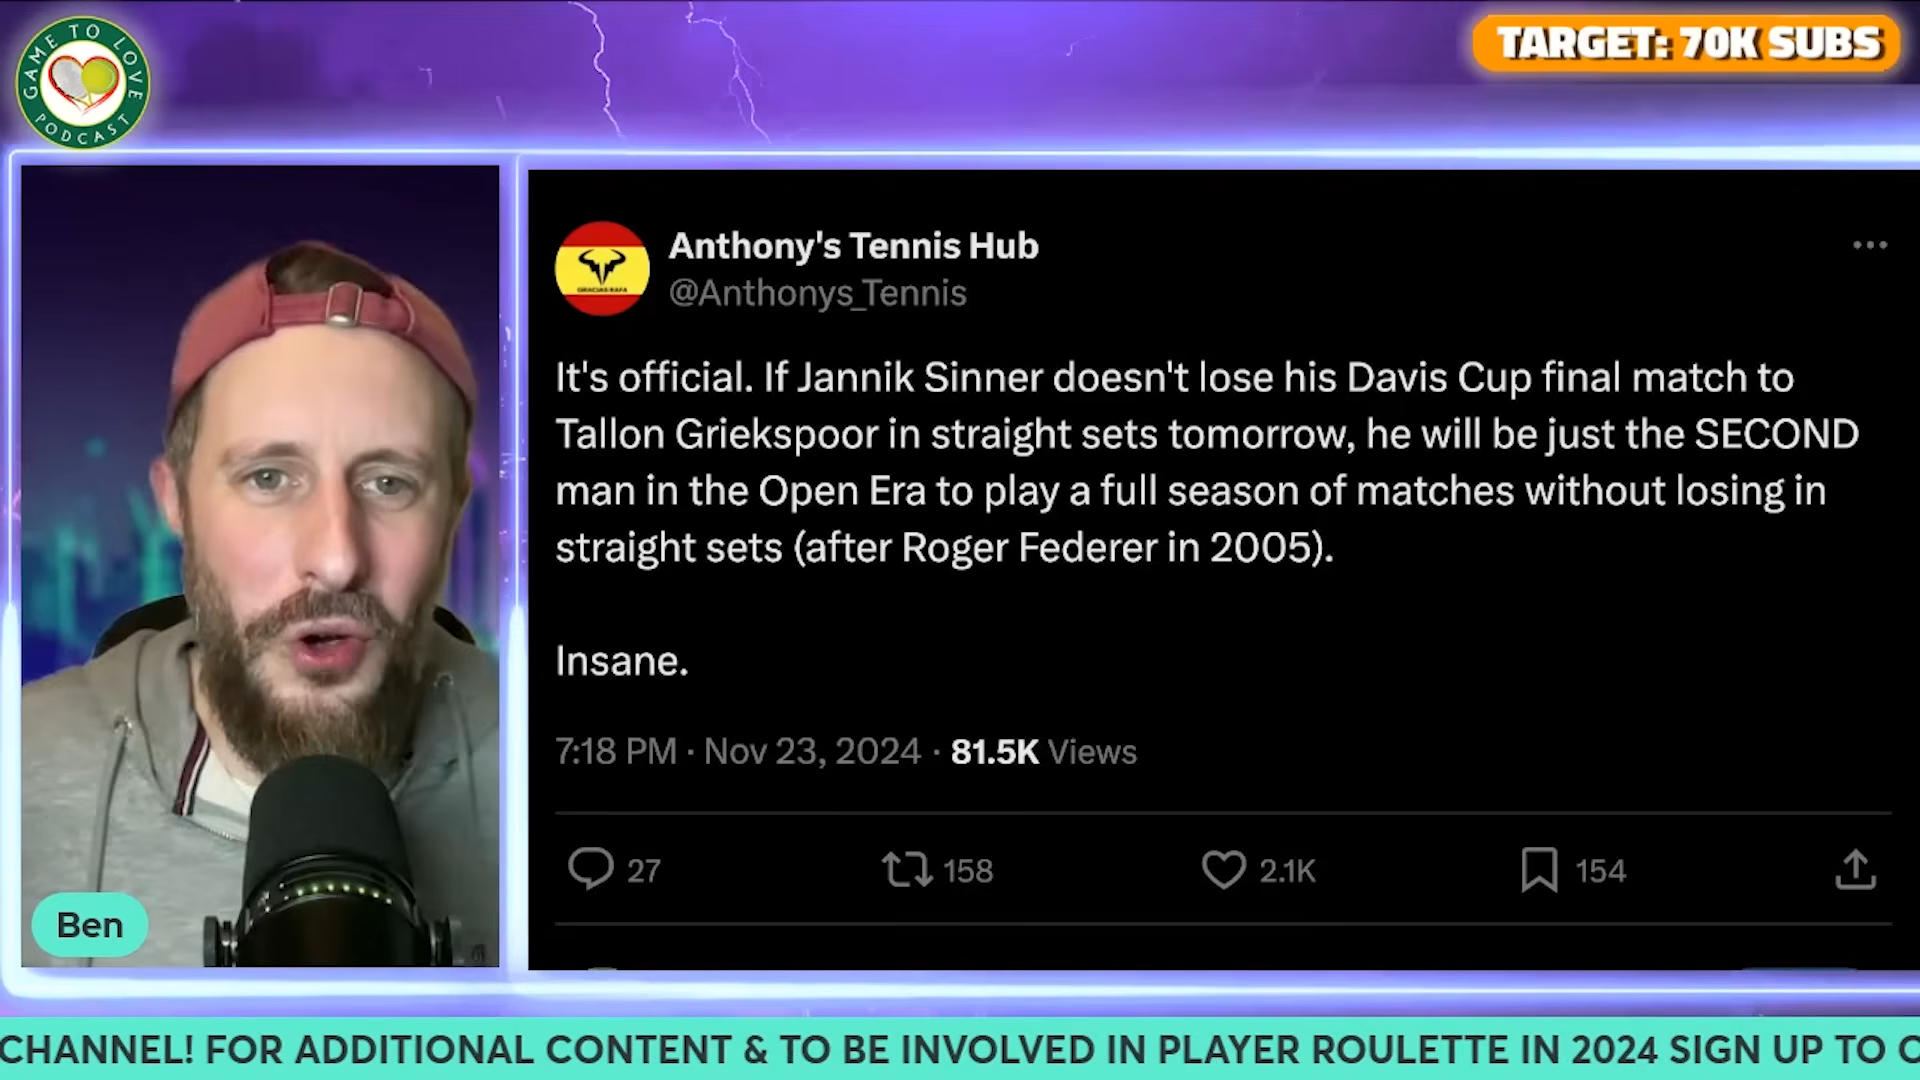 GAME TO LOVE
PODCAST
TARGET: 70K SUBS
Anthony's Tennis Hub
@Anthonys_Tennis
GRACIAS RAFA
It's official. If Jannik Sinner doesn't lose his Davis Cup final match to
Tallon Griekspoor in straight sets tomorrow, he will be just the SECOND
man in the Open Era to play a full season of matches without losing in
straight sets (after Roger Federer in 2005).
Insane.
7:18 PM · Nov 23, 2024 · 81.5K Views
27 158 2.1K 154
Ben
CHANNEL! FOR ADDITIONAL CONTENT & TO BE INVOLVED IN PLAYER ROULETTE IN 2024 SIGN UP TO